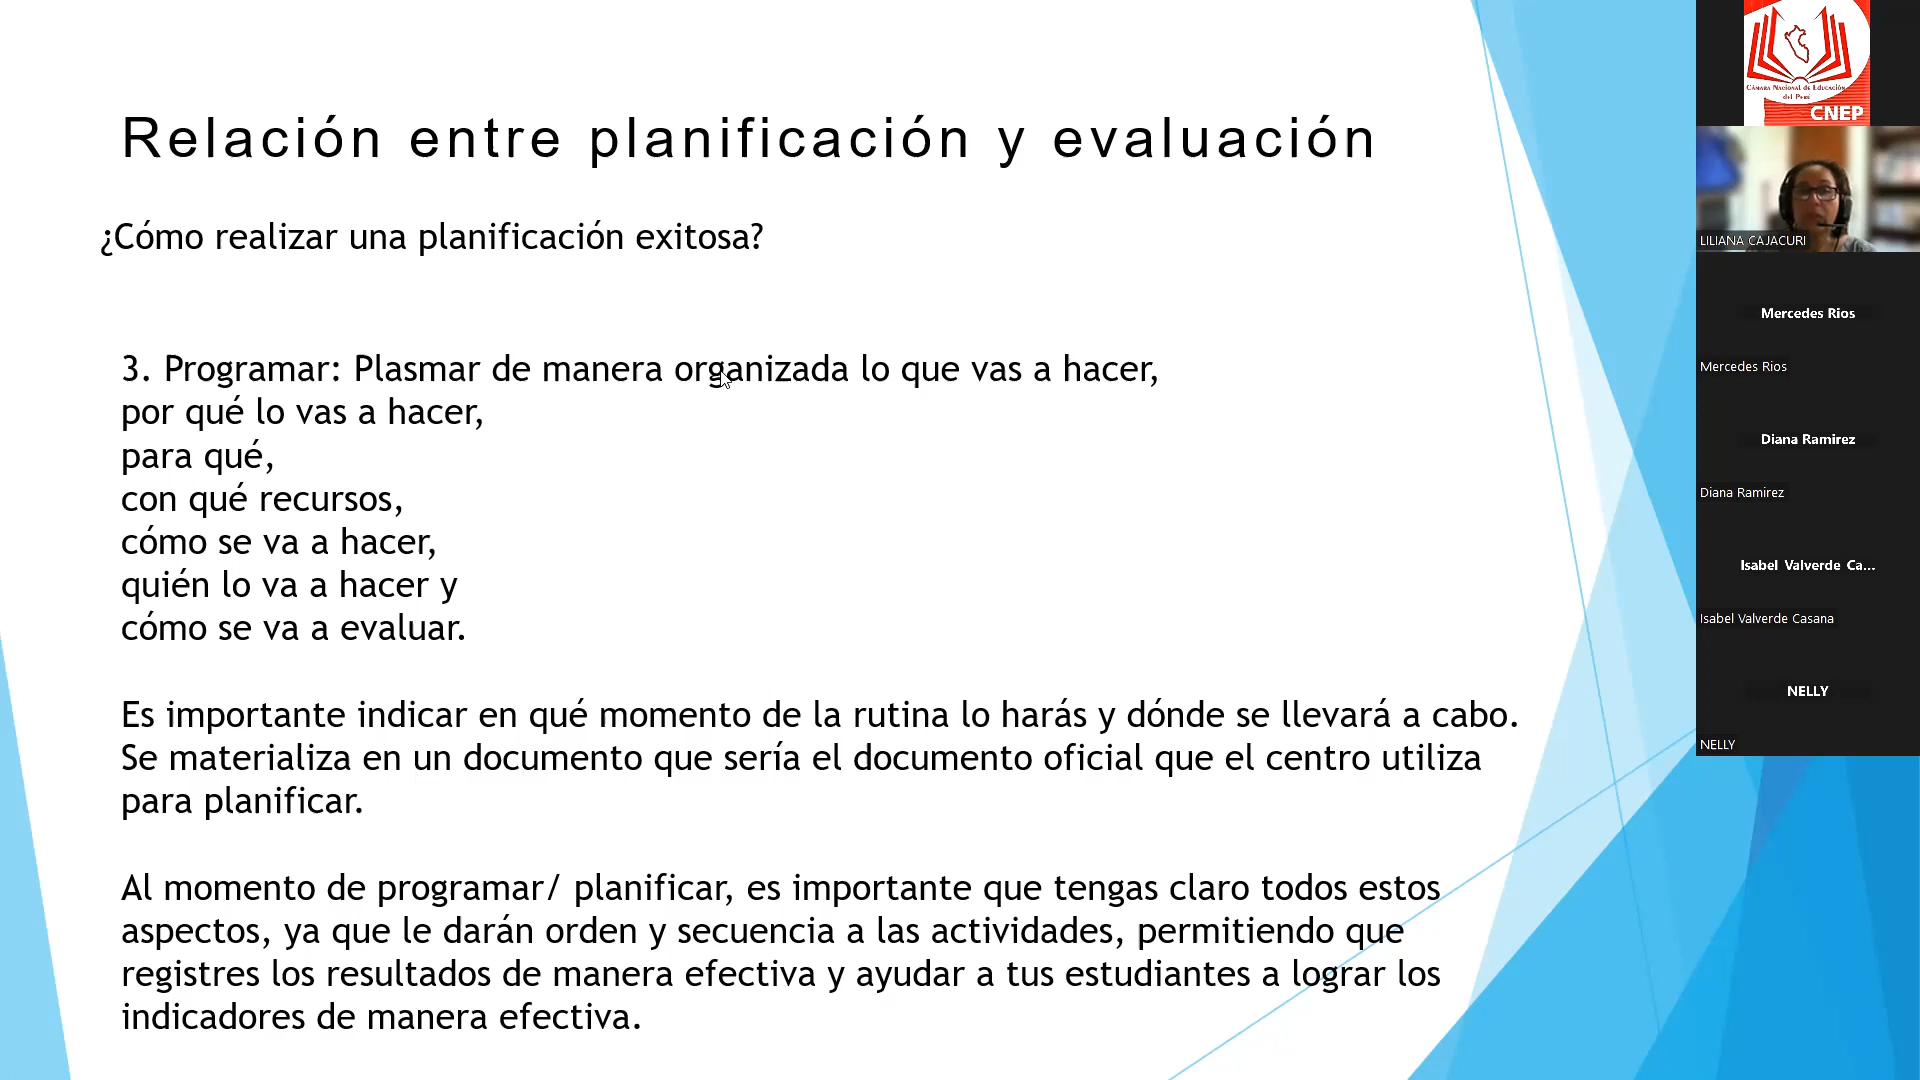 Relación entre planificación y evaluación
¿Cómo realizar una planificación exitosa?
3. Programar: Plasmar de manera organizada lo que vas a hacer,
por qué lo vas a hacer,
para qué,
con qué recursos,
cómo se va a hacer,
quién lo va a hacer y
cómo se va a evaluar.
Es importante indicar en qué momento de la rutina lo harás y dónde se llevará a cabo.
Se materializa en un documento que sería el documento oficial que el centro utiliza
para planificar.
Al momento de programar/ planificar, es importante que tengas claro todos estos
aspectos, ya que le darán orden y secuencia a las actividades, permitiendo que
registres los resultados de manera efectiva y ayudar a tus estudiantes a lograr los
indicadores de manera efectiva.
Cámara Nacional de Educación
del Perú
CNEP
LILIANA CAJACURI
Mercedes Rios
Mercedes Rios
Diana Ramirez
Diana Ramirez
Isabel Valverde Ca...
Isabel Valverde Casana
NELLY
NELLY